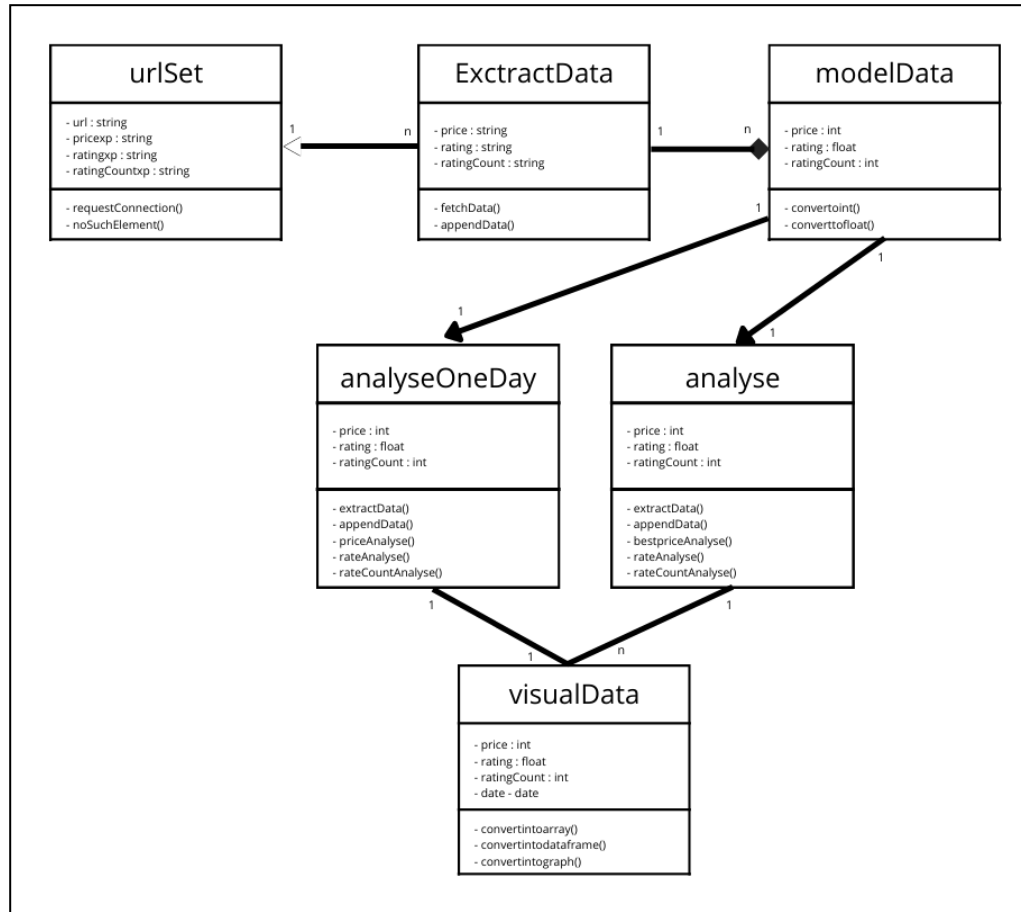 urlSet
- url : string
- pricexp : string
- ratingxp : string
- ratingCountxp : string
- requestConnection()
- noSuchElement()
1
n
ExctractData
- price : string
- rating : string
- ratingCount : string
- fetchData()
- appendData()
1
n
modelData
- price : int
- rating : float
- ratingCount : int
- convertoint()
- converttofloat()
1
1
1
1
analyseOneDay
- price : int
- rating : float
- ratingCount : int
- extractData()
- appendData()
- priceAnalyse()
- rateAnalyse()
- rateCountAnalyse()
analyse
- price : int
- rating : float
- ratingCount : int
- extractData()
- appendData()
- bestpriceAnalyse()
- rateAnalyse()
- rateCountAnalyse()
1
1
1
n
visualData
- price : int
- rating : float
- ratingCount : int
- date - date
- convertintoarray()
- convertintodataframe()
- convertintograph()